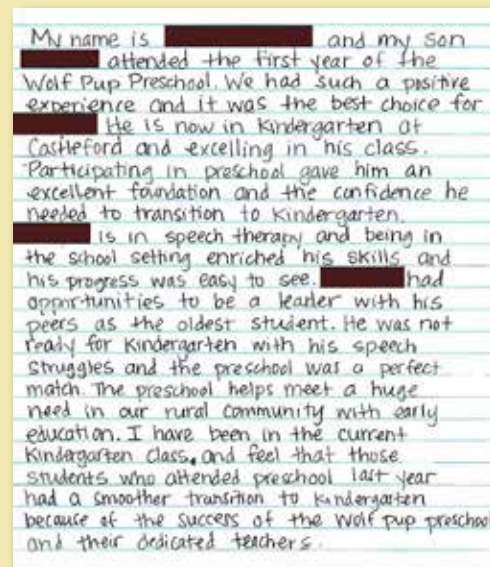 My name is and my son
attended the first year of the
Wolf Pup Preschool. We had such a positive
experience and it was the best choice for
He is now in Kindergarten at
Castleford and excelling in his class.
Participating in preschool gave him an
excellent foundation and the confidence he
needed to transition to Kindergarten.
is in speech therapy and being in
the school setting enriched his skills and
his progress was easy to see. had
opportunities to be a leader with his
peers as the oldest student. He was not
ready for Kindergarten with his speech
struggles and the preschool was a perfect
match. The preschool helps meet a huge
need in our rural community with early
education. I have been in the current
Kindergarten class, and feel that those
students who attended preschool last year
had a smoother transition to Kindergarten
because of the success of the Wolf pup preschool
and their dedicated teachers.